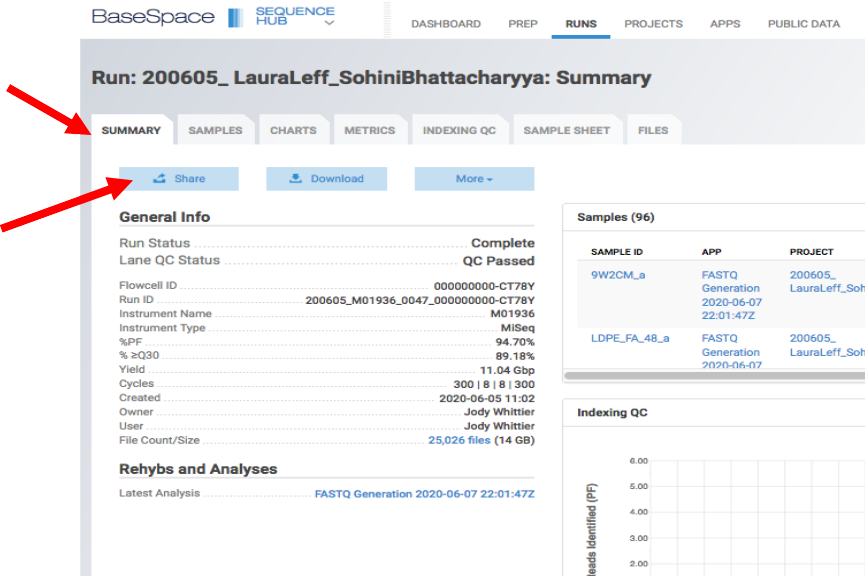 BaseSpace SEQUENCE HUB DASHBOARD PREP RUNS PROJECTS APPS PUBLIC DATA
Run: 200605_ LauraLeff_SohiniBhattacharyya: Summary
SUMMARY SAMPLES CHARTS METRICS INDEXING QC SAMPLE SHEET FILES
Share Download More
General Info
Run Status Complete
Lane QC Status QC Passed
Flowcell ID 000000000-CT78Y
Run ID 200605_M01936_0047_000000000-CT78Y
Instrument Name M01936
Instrument Type MiSeq
%PF 94.70%
% ≥Q30 89.18%
Yield 11.04 Gbp
Cycles 300 | 8 | 8 | 300
Created 2020-06-05 11:02
Owner Jody Whittier
User Jody Whittier
File Count/Size 25,026 files (14 GB)
Rehybs and Analyses
Latest Analysis FASTQ Generation 2020-06-07 22:01:47Z
Samples (96)
SAMPLE ID APP PROJECT
9W2CM_a FASTQ 200605_
Generation LauraLeff_Soh
2020-06-07
22:01:47Z
LDPE_FA_48_a FASTQ 200605_
Generation LauraLeff_Soh
2020-06-07
Indexing QC
6.00
5.00
4.00
3.00
2.00
Identified (PF)